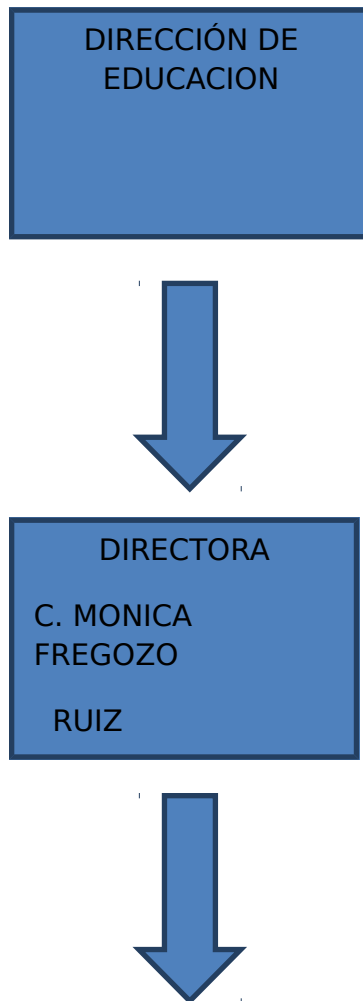 DIRECCIÓN DE
EDUCACION
DIRECTORA
C. MONICA
FREGOZO
RUIZ